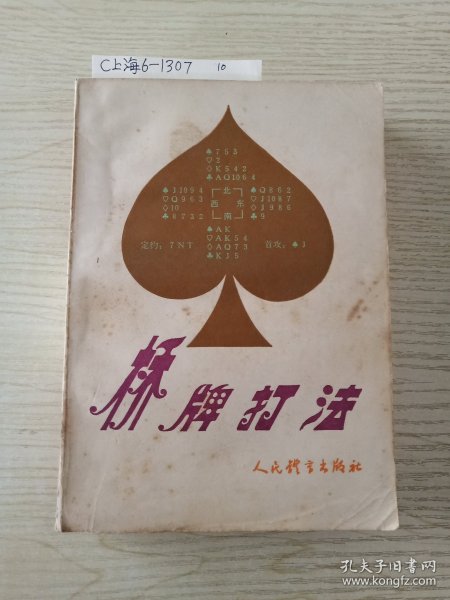 C上海6-1307 10
♠753
♡2
♢K542
♣AQ1064
♠J1094
♡Q963
♢10
♣8732
北
西 东
南
♠Q862
♡J1087
♢J986
♣9
♠AK
♡AK54
♢AQ73
♣KJ5
定约：7NT
首攻：♠J
桥牌打法
人民体育出版社
孔夫子旧书网
www.kongfz.com